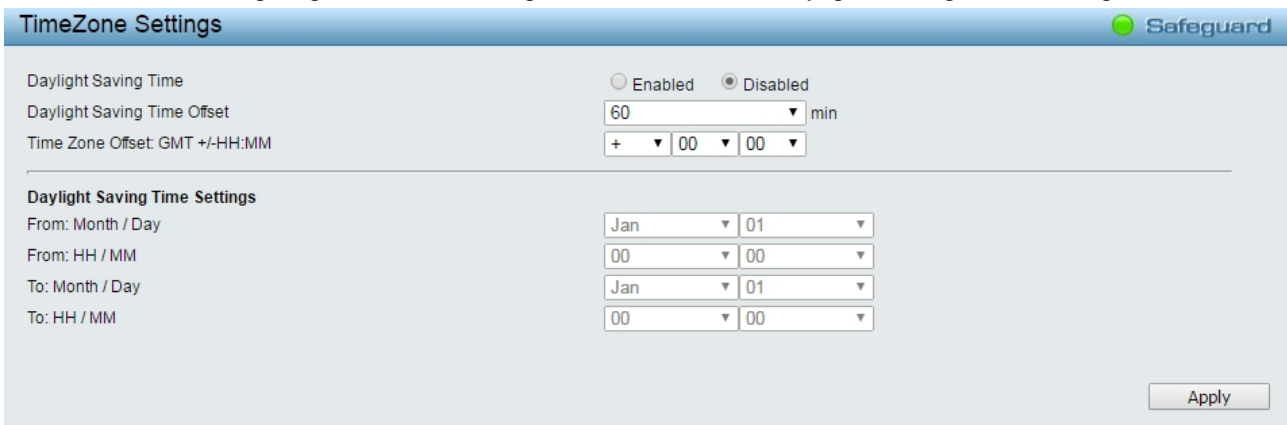 TimeZone Settings
Safeguard
Daylight Saving Time Enabled Disabled
Daylight Saving Time Offset 60 min
Time Zone Offset: GMT +/-HH:MM + 00 00
Daylight Saving Time Settings
From: Month / Day Jan 01
From: HH / MM 00 00
To: Month / Day Jan 01
To: HH / MM 00 00
Apply